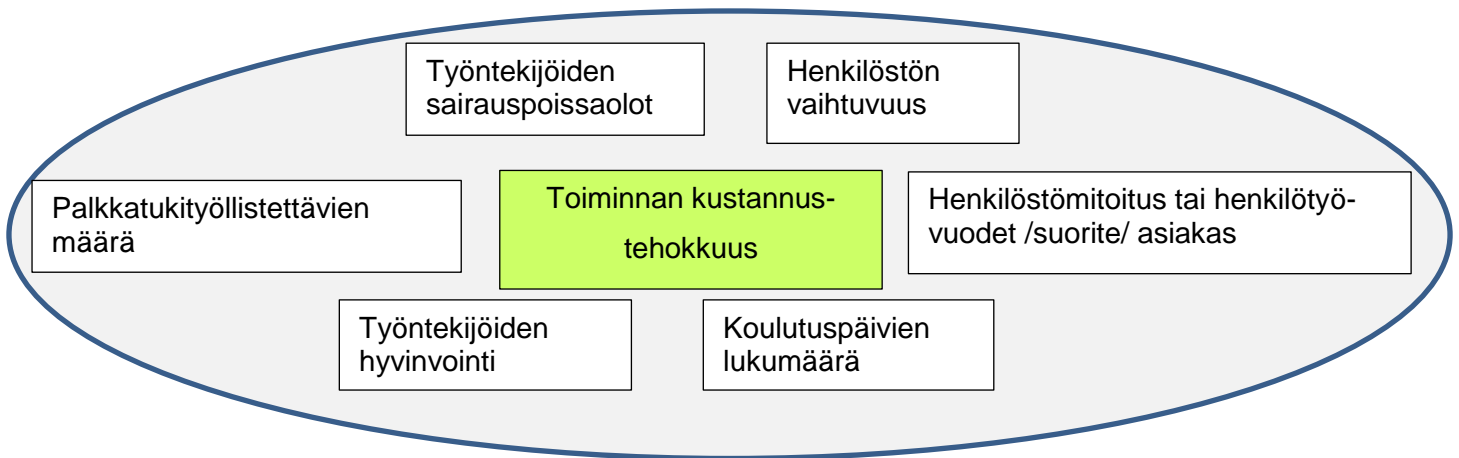 Työntekijöiden
sairauspoissaolot
Henkilöstön
vaihtuvuus
Palkkatukityöllistettävien
määrä
Toiminnan kustannus-
tehokkuus
Henkilöstömitoitus tai henkilötyö-
vuodet /suorite/ asiakas
Työntekijöiden
hyvinvointi
Koulutuspäivien
lukumäärä